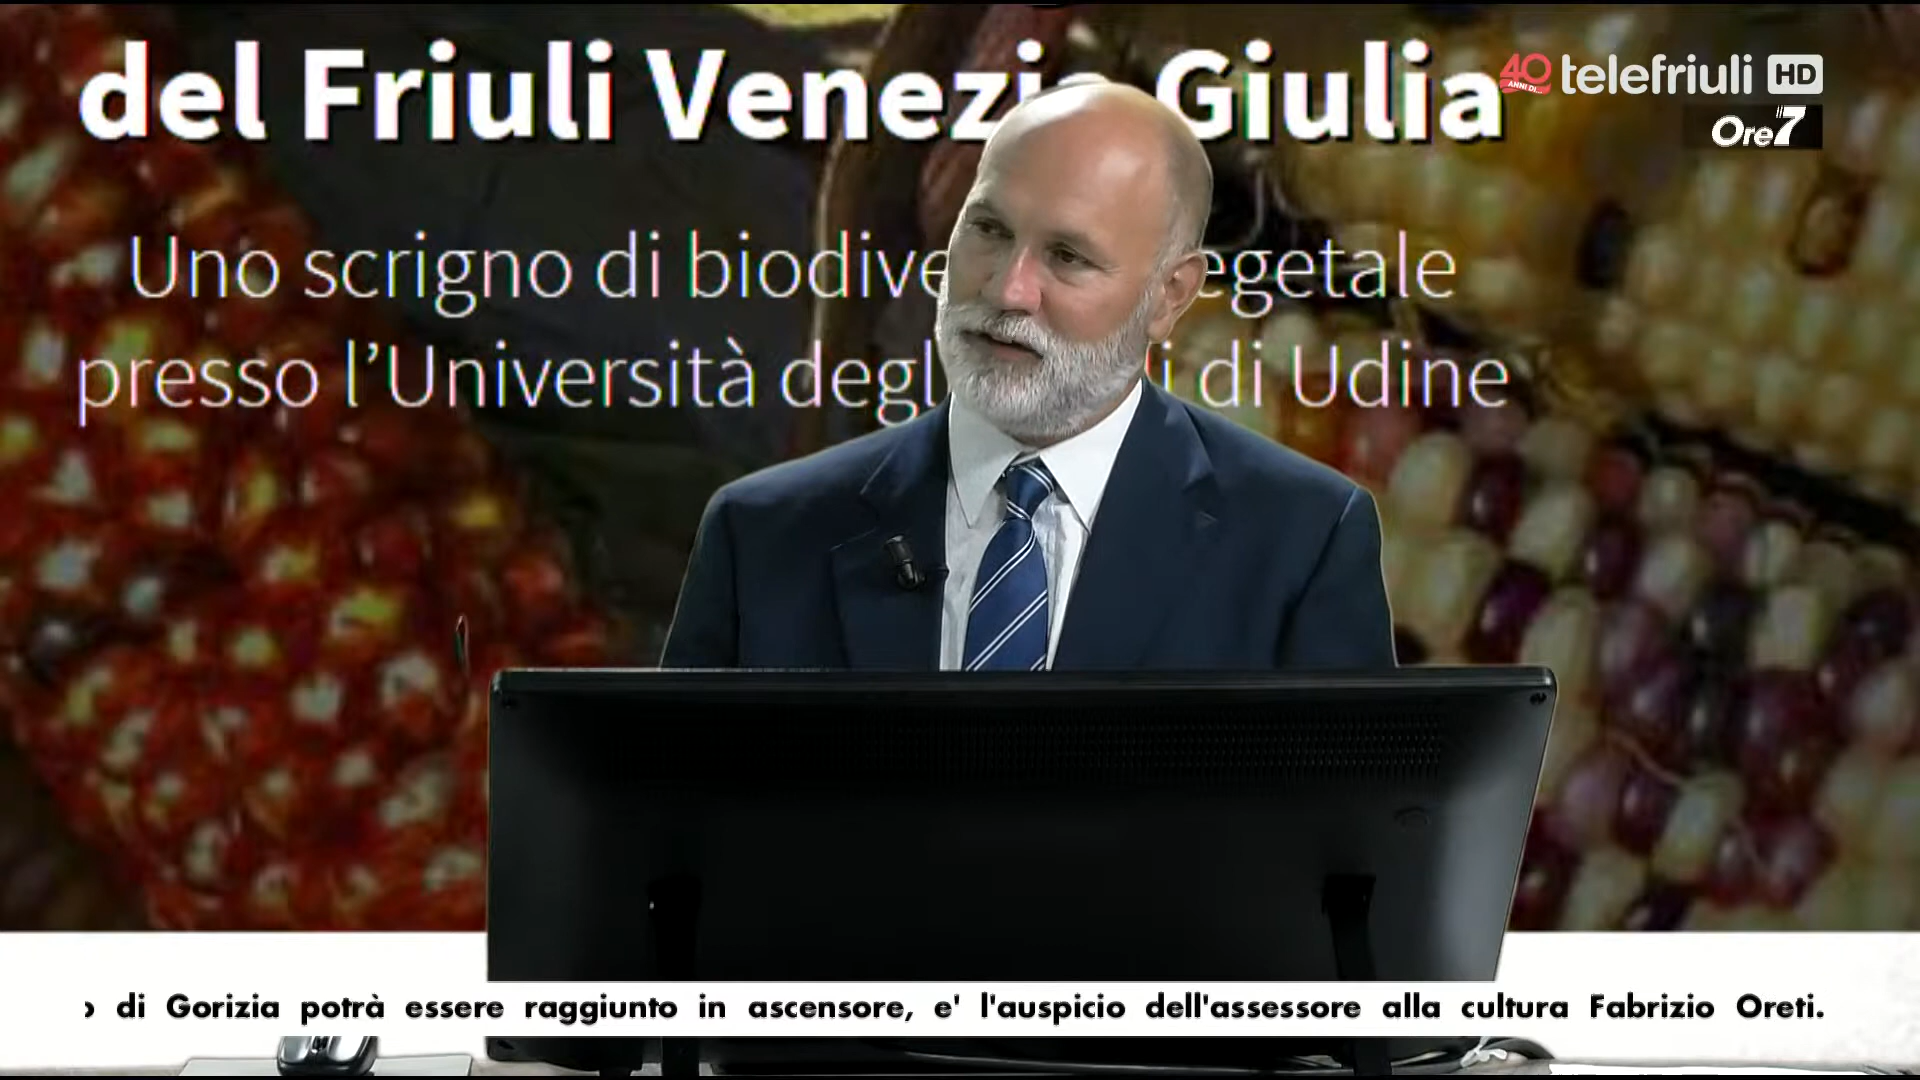 del Friuli Venezia Giulia
40 ANNI DI... telefriuli HD
Ore 7
Uno scrigno di biodive egetale
presso l'Università degl i di Udine
di Gorizia potrà essere raggiunto in ascensore, e' l'auspicio dell'assessore alla cultura Fabrizio Oreti.